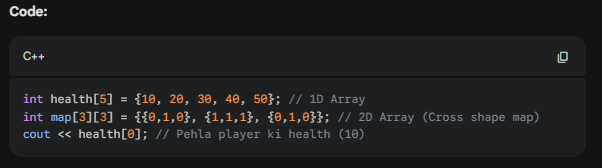 Code:
C++
int health[5] = {10, 20, 30, 40, 50}; // 1D Array
int map[3][3] = {{0,1,0}, {1,1,1}, {0,1,0}}; // 2D Array (Cross shape map)
cout << health[0]; // Pehla player ki health (10)